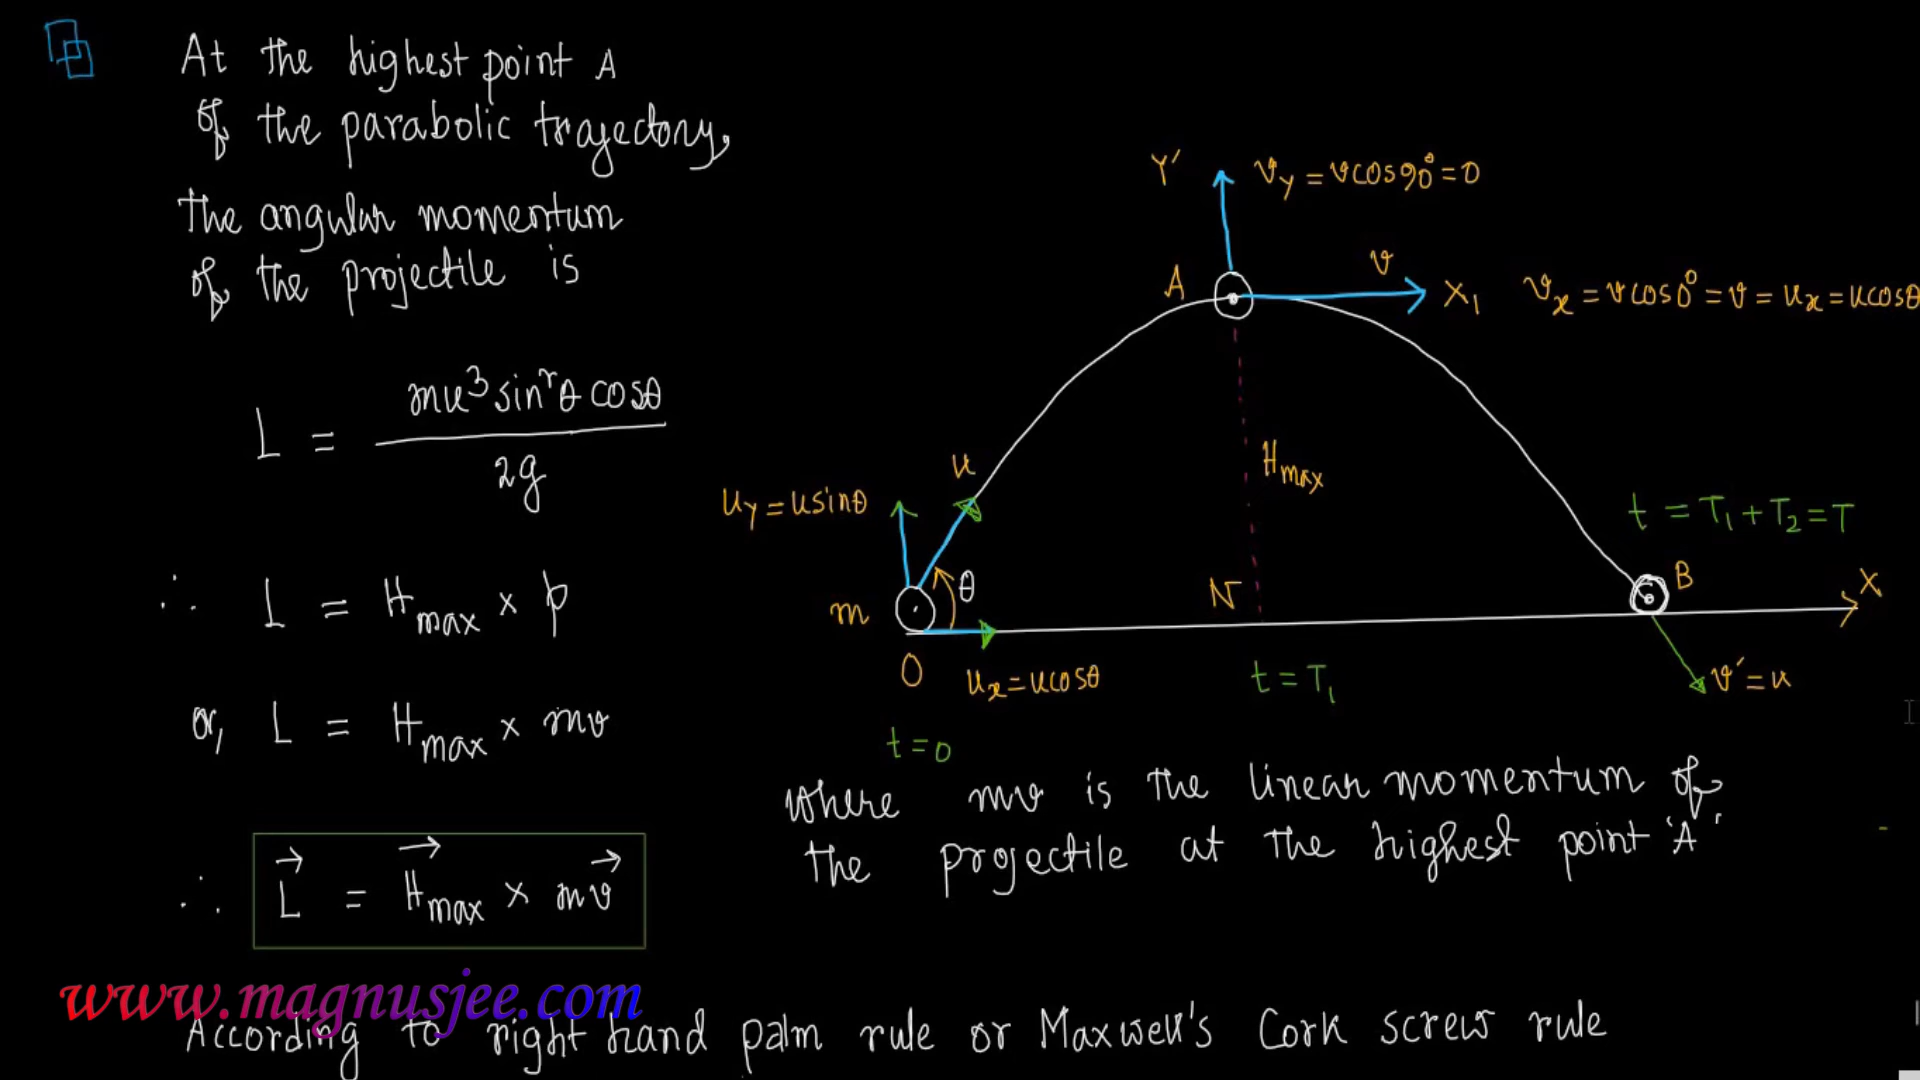 At the highest point A
of the parabolic trajectory,
the angular momentum
of the projectile is
L = mu³sin²θ cosθ / 2g
∴ L = Hmax × p
or, L = Hmax × mv
∴ L⃗ = H⃗max × mv⃗
Y′
vY = vcos90° = 0
A
v
X₁
vx = vcos0° = v = ux = ucosθ
u
uY = usinθ
Hmax
θ
m
N
t = T₁ + T₂ = T
B
X
O
ux = ucosθ
t = T₁
v′ = u
t = 0
where mv is the linear momentum of
the projectile at the highest point 'A'
www.magnusjee.com
According to right hand palm rule or Maxwell's Cork screw rule